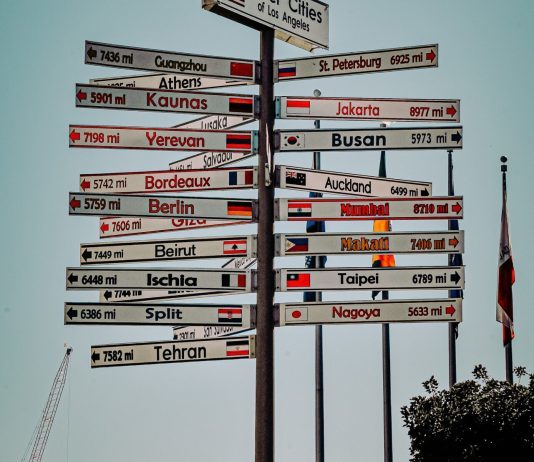 Cities
of Los Angeles
7436 mi Guangzhou
St. Petersburg 6925 mi
Athens
5901 mi Kaunas
Jakarta 8977 mi
Lusaka
7198 mi Yerevan
Busan 5973 mi
Salvador
5742 mi Bordeaux
Auckland 6499 mi
5759 mi Berlin
Mumbai 8710 mi
7606 Giza
7449 mi Beirut
Makati 7406 mi
6448 mi Ischia
Taipei 6789 mi
7744 mi
6386 mi Split
Nagoya 5633 mi
San Salvador
7582 mi Tehran